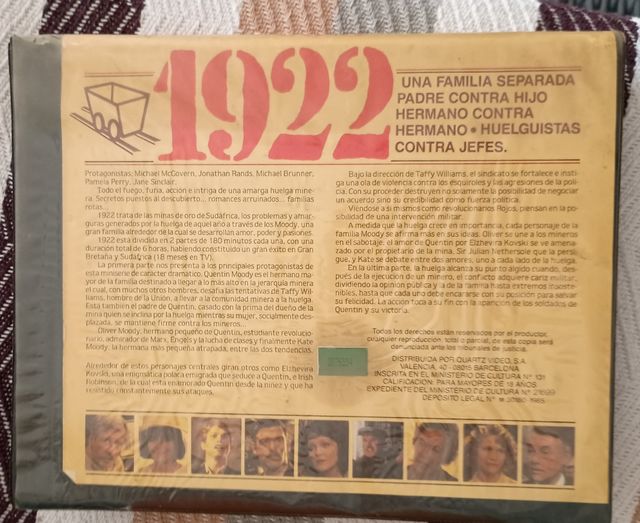 1922
UNA FAMILIA SEPARADA
PADRE CONTRA HIJO
HERMANO CONTRA
HERMANO • HUELGUISTAS
CONTRA JEFES.
Protagonistas: Michael McGovern, Jonathan Rands, Michael Brunner,
Pamela Perry, Jane Sinclair.
Todo el fuego, furia, acción e intriga de una amarga huelga mine-
ra. Secretos puestos al descubierto... romances arruinados... familias
rotas...
1922 trata de las minas de oro de Sudáfrica, los problemas y amar-
guras generados por la huelga de aquel año a través de los Moody, una
gran familia alrededor de la cual se desarrollan amor, poder y pasiones.
1922 esta dividida en 2 partes de 180 minutos cada una, con una
duración total de 6 horas, habiendo constituido un gran éxito en Gran
Bretaña y Sudáfrica (18 meses en TV).
La primera parte nos presenta a los principales protagonistas de
esta miniserie de carácter dramático. Quentin Moody es el hermano ma-
yor de la familia destinado a llegar a lo más alto en la jerarquía minera
el cual, con muchos otros hombres, desafía las tentativas de Taffy Wil-
liams, hombre de la Unión, a llevar a la comunidad minera a la huelga.
Está también el padre de Quentin, casado con la prima del dueño de la
mina quien se inclina por la huelga mientras su mujer, socialmente des-
plazada, se mantiene firme contra los mineros...
Oliver Moody, hermano pequeño de Quentin, estudiante revolucio-
nario, admirador de Marx, Engels y la lucha de clases y finalmente Kate
Moody, la hermana más pequeña atrapada, entre las dos tendencias.
Alrededor de estos personajes centrales giran otros como Elizhevra
Kovski, una enigmática polaca emigrada que seduce a Quentin, e Irish
Robinson, de la cual esta enamorado Quentin desde la niñez y que ha
resistido constantemente sus ataques.
Bajo la dirección de Taffy Williams, el sindicato se fortalece e insti-
ga una ola de violencia contra los esquiroles y las agresiones de la poli-
cía. Con su proceder destruyen no solamente la posibilidad de negociar
un acuerdo sino su credibilidad como fuerza política.
Viéndose a sí mismos como revolucionarios Rojos, piensan en la po-
sibilidad de una intervención militar.
A medida que la huelga crece en importancia, cada personaje de la
familia Moody se afirma más en sus ideas. Oliver se une a los mineros
en el sabotaje, el amor de Quentin por Elzhevira Kovski se ve amena-
zado por el propietario de la mina. Sir Julian Nethersole que la persi-
gue, y Kate se debate entre dos amores, uno a cada lado de la huelga.
En la última parte, la huelga alcanza su punto álgido cuando, des-
pués de la ejecución de un minero, el conflicto adquiere cariz militar,
dividiendo la opinión pública y la de la familia hasta extremos insoste-
nibles, hasta que cada uno debe encararse con su posición para salvar
su felicidad. La acción toca a su fin con la aparición de los soldados de
Quentin y su victoria.
Todos los derechos están reservados por el productor,
cualquier reproducción, total o parcial, de esta copia será
denunciada ante los tribunales de justicia.
DISTRIBUIDA POR QUARTZ VIDEO, S.A.
VALENCIA, 40 - 08015 BARCELONA
INSCRITA EN EL MINISTERIO DE CULTURA Nº 101
CALIFICACION: PARA MAYORES DE 18 AÑOS
EXPEDIENTE DEL MINISTERIO DE CULTURA Nº 21699
DEPOSITO LEGAL Nº 1985